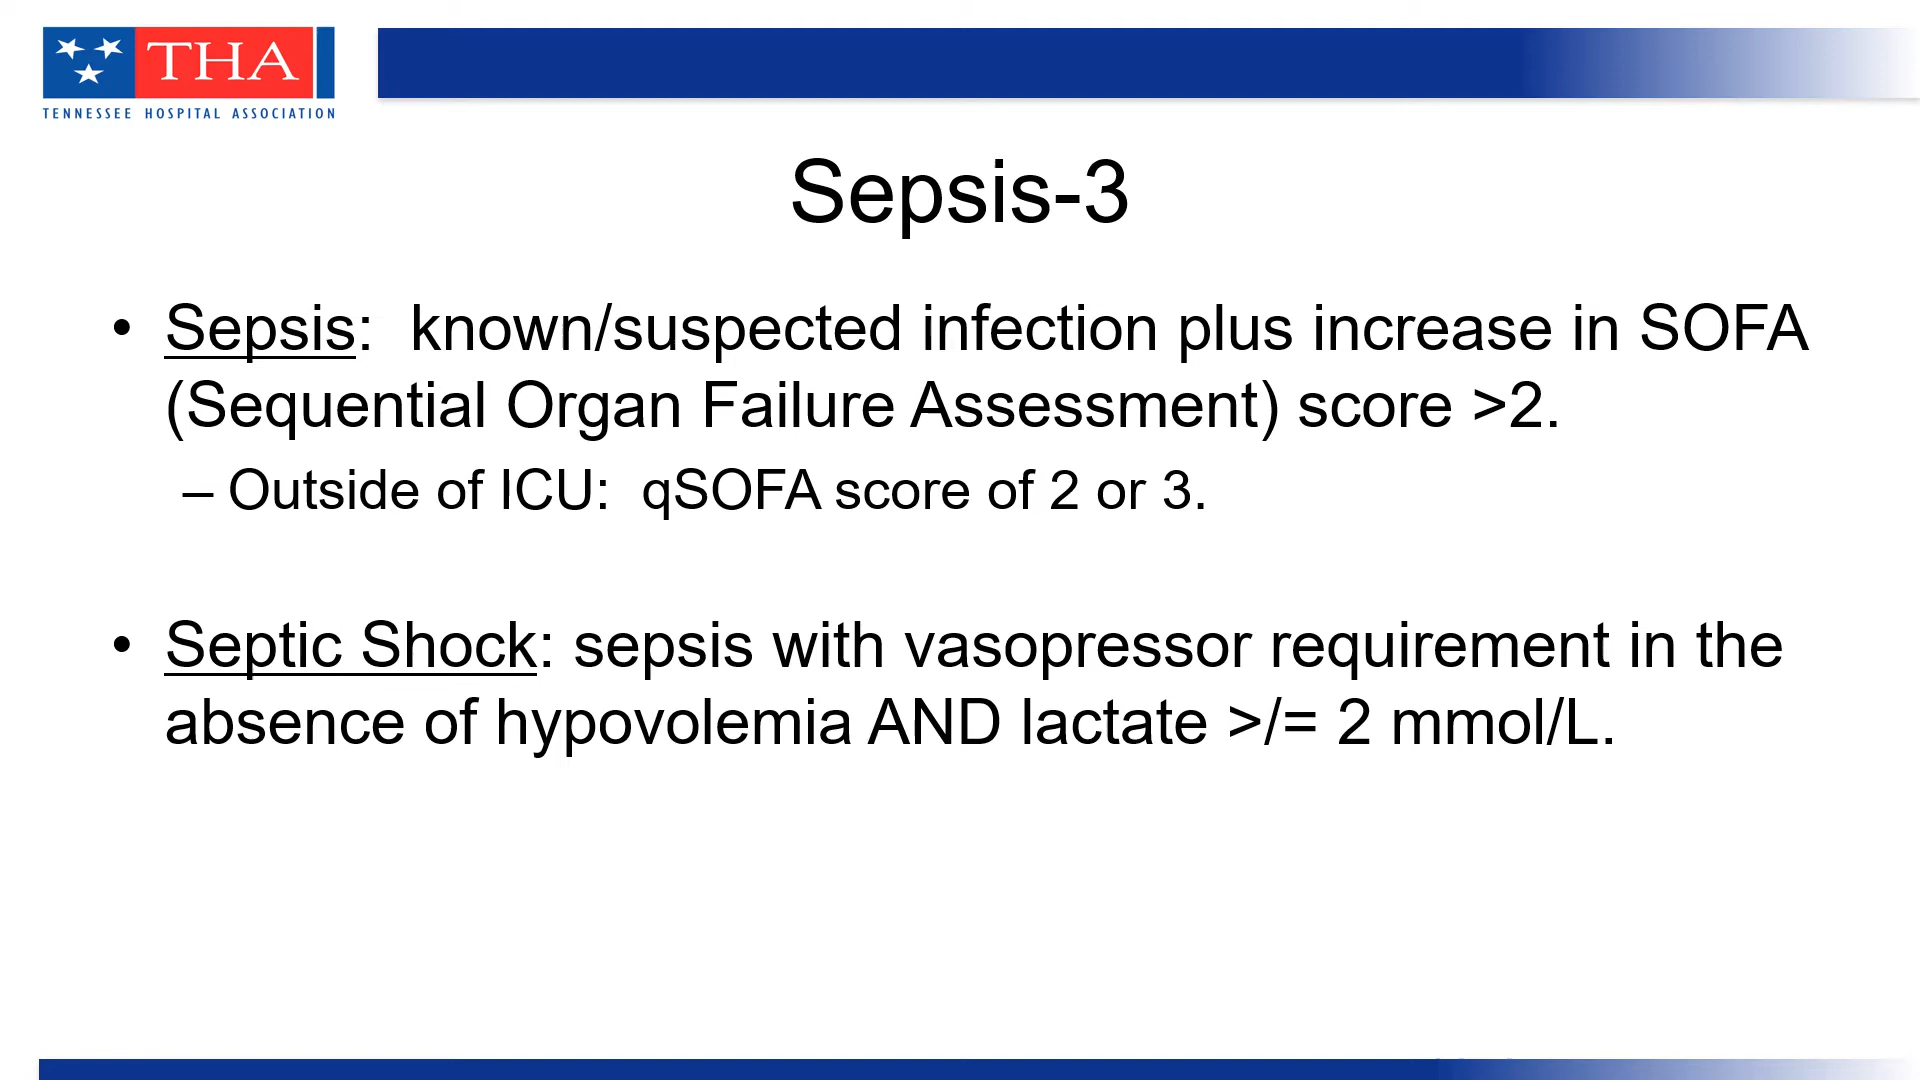 THA
TENNESSEE HOSPITAL ASSOCIATION
Sepsis-3
• Sepsis:  known/suspected infection plus increase in SOFA
(Sequential Organ Failure Assessment) score >2.
– Outside of ICU:  qSOFA score of 2 or 3.
• Septic Shock: sepsis with vasopressor requirement in the
absence of hypovolemia AND lactate >/= 2 mmol/L.